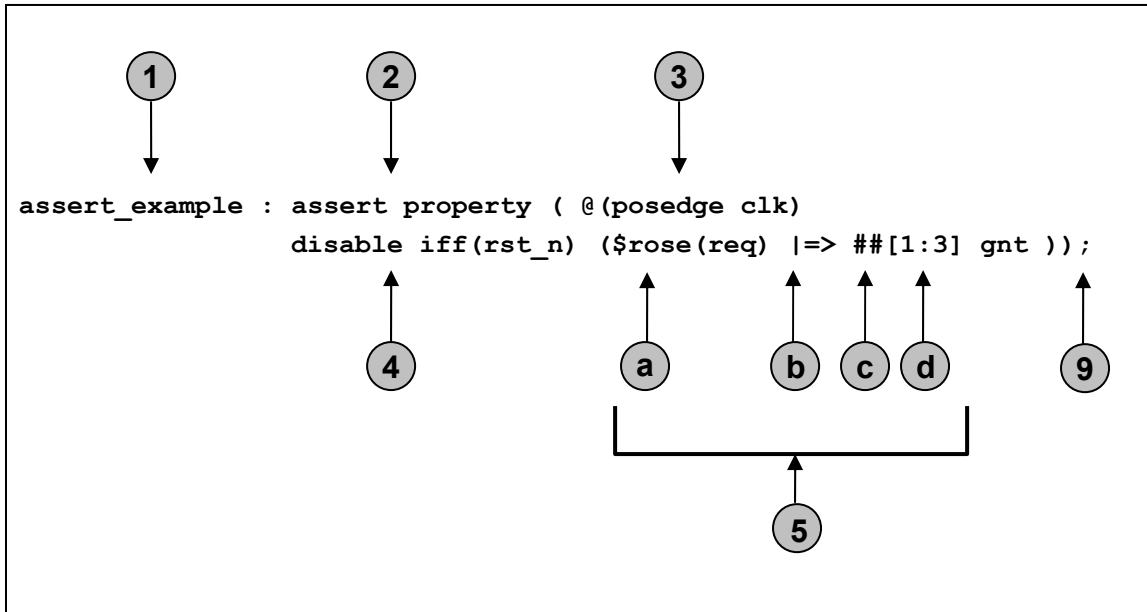 1 2 3
assert_example : assert property ( @(posedge clk)
disable iff(rst_n) ($rose(req) |=> ##[1:3] gnt ));
4 a b c d 9
5